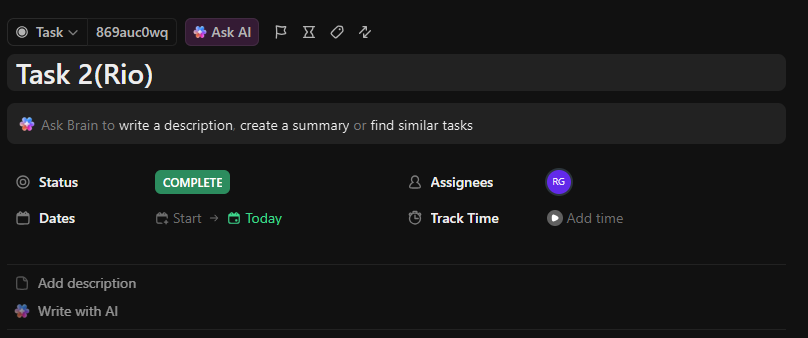 Task 869auc0wq Ask AI
Task 2(Rio)
Ask Brain to write a description, create a summary or find similar tasks
Status COMPLETE Assignees RG
Dates Start → Today Track Time Add time
Add description
Write with AI